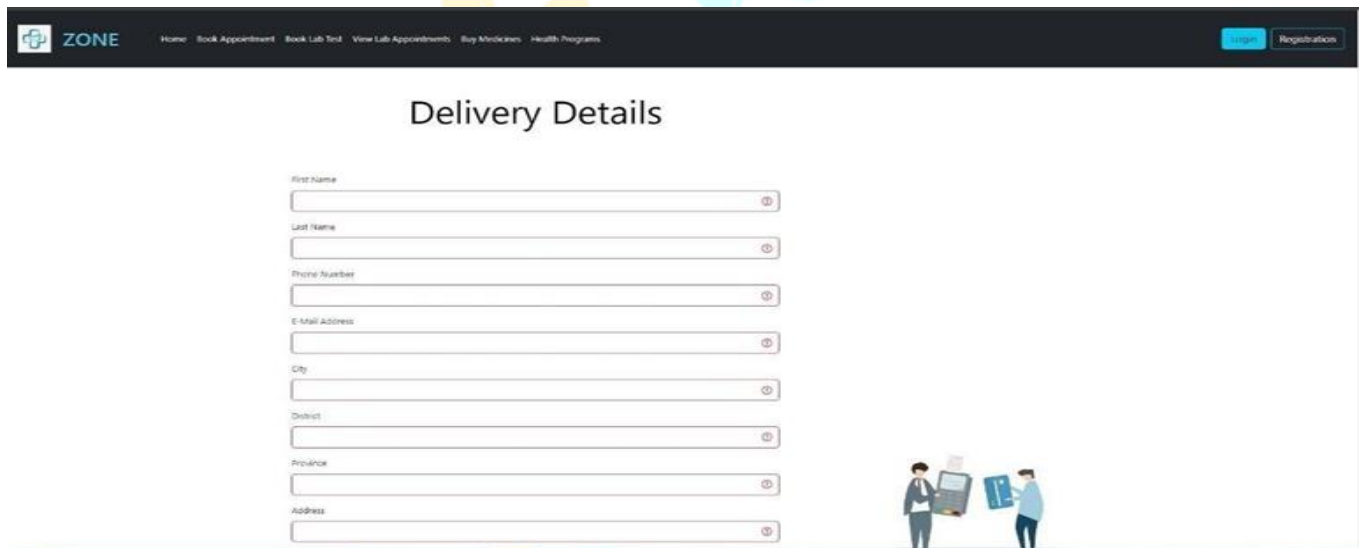 ZONE Home Book Appointment Book Lab Test View Lab Appointments Buy Medicines Health Programs Login Registration
Delivery Details
First Name
Last Name
Phone Number
E-Mail Address
City
District
Province
Address